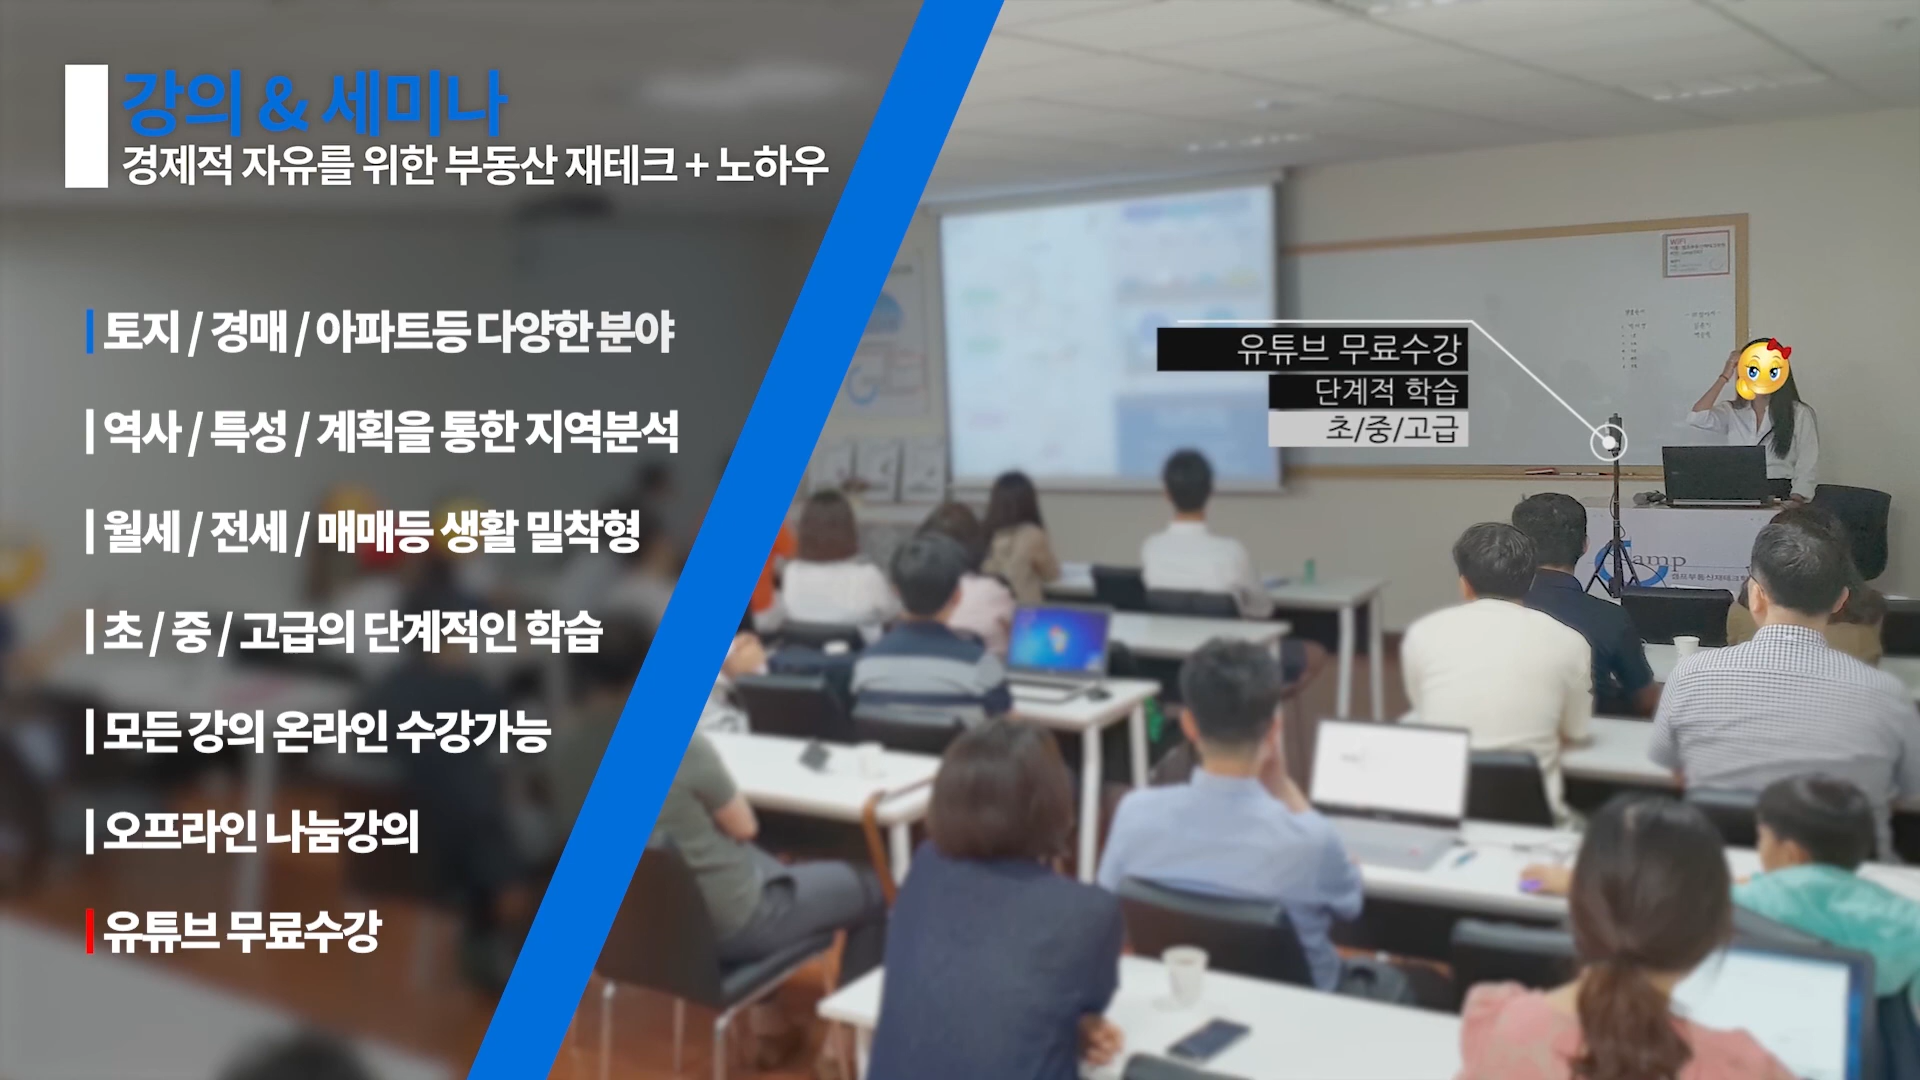 강의 & 세미나
경제적 자유를 위한 부동산 재테크 + 노하우
토지 / 경매 / 아파트등 다양한 분야
역사 / 특성 / 계획을 통한 지역분석
월세 / 전세 / 매매등 생활 밀착형
초 / 중 / 고급의 단계적인 학습
모든 강의 온라인 수강가능
오프라인 나눔강의
유튜브 무료수강
유튜브 무료수강
단계적 학습
초/중/고급
WIFI
amp